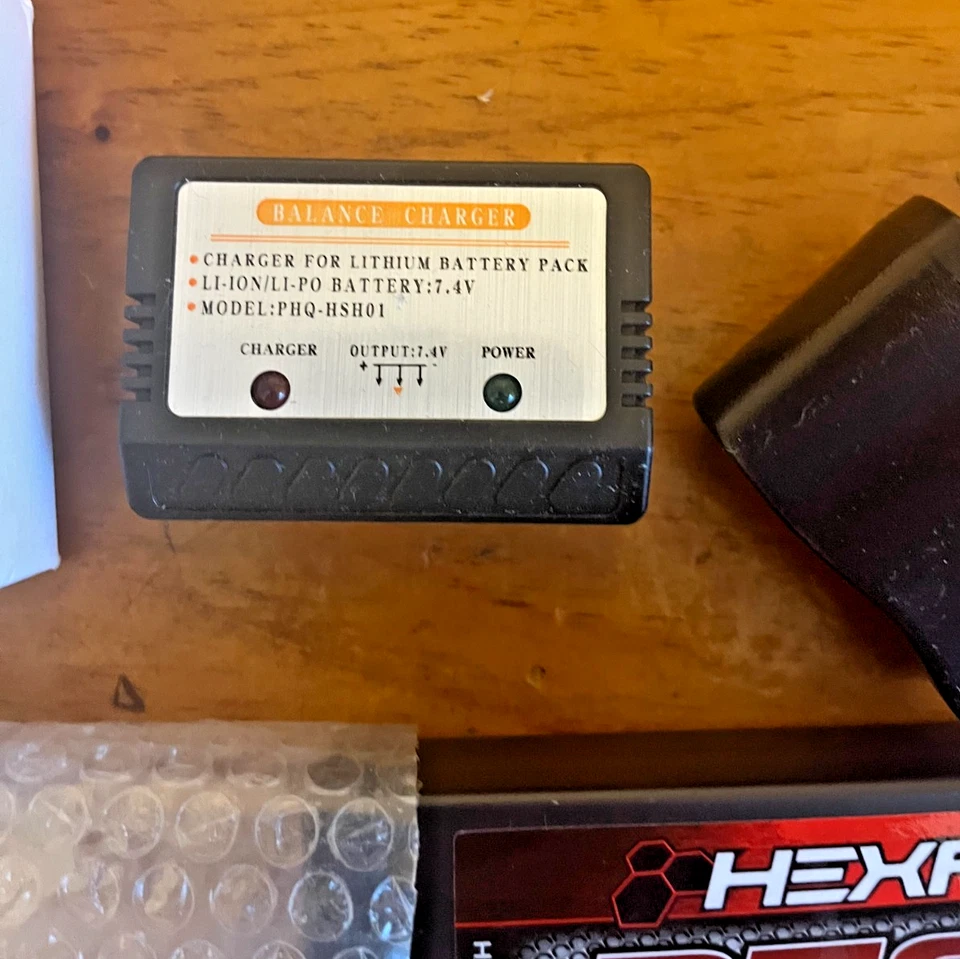 BALANCE CHARGER
CHARGER FOR LITHIUM BATTERY PACK
LI-ION/LI-PO BATTERY:7.4V
MODEL:PHQ-HSH01
CHARGER OUTPUT:7.4V POWER
+ -